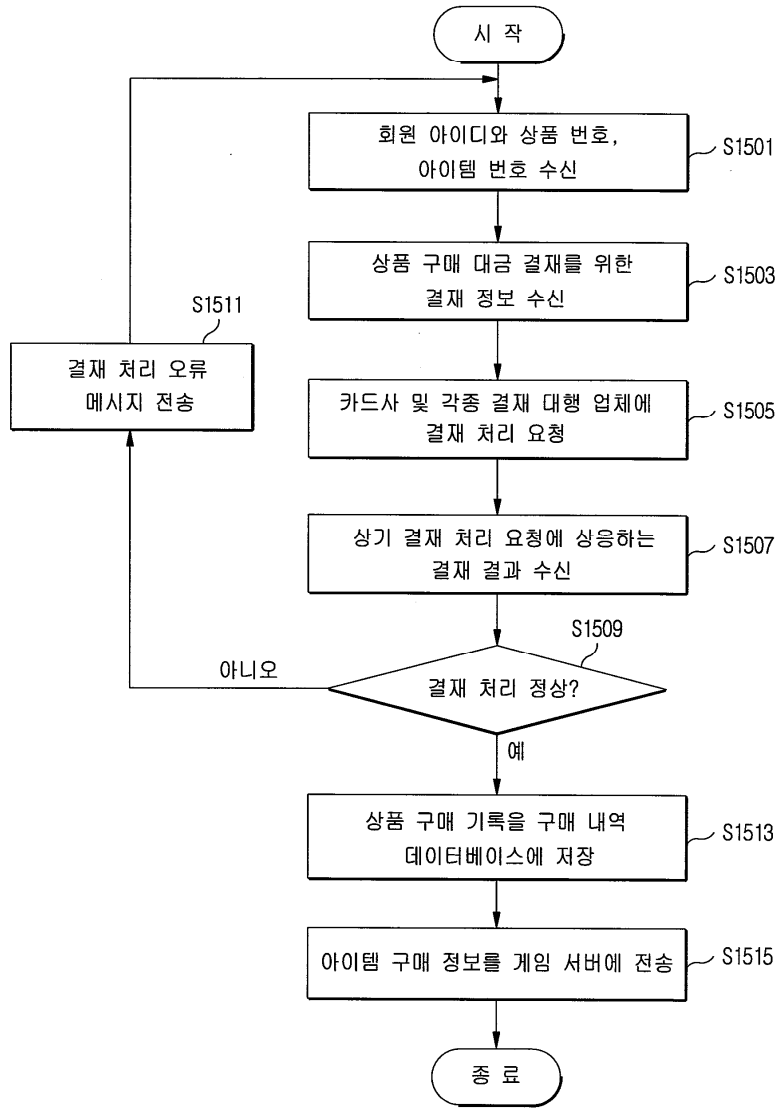 시 작
회원 아이디와 상품 번호,
아이템 번호 수신
S1501
상품 구매 대금 결재를 위한
결재 정보 수신
S1503
S1511
결재 처리 오류
메시지 전송
카드사 및 각종 결재 대행 업체에
결재 처리 요청
S1505
상기 결재 처리 요청에 상응하는
결재 결과 수신
S1507
S1509
아니오
결재 처리 정상?
예
상품 구매 기록을 구매 내역
데이터베이스에 저장
S1513
아이템 구매 정보를 게임 서버에 전송
S1515
종 료